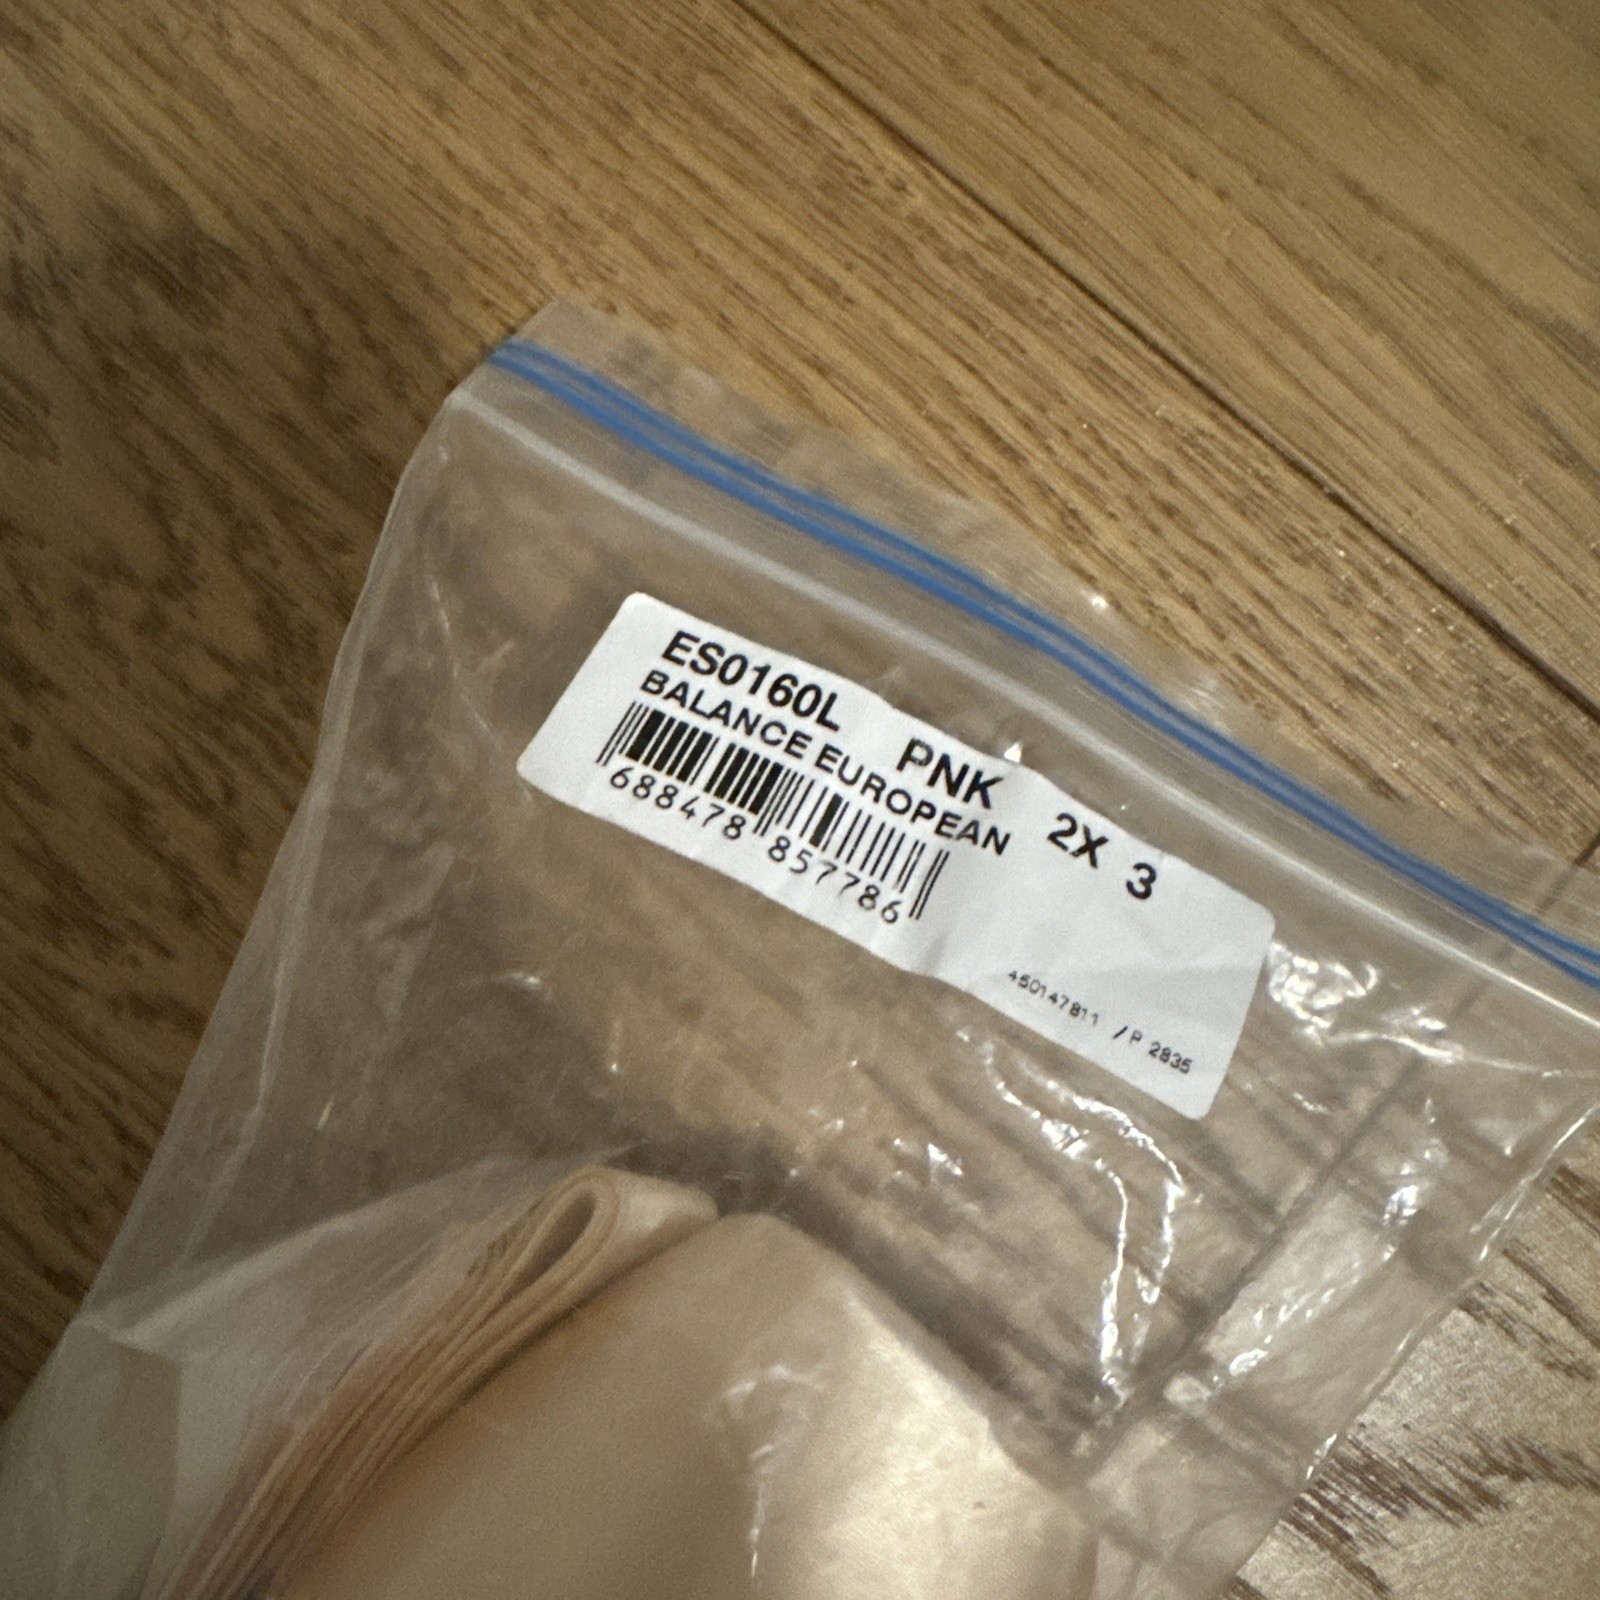 ES0160L PNK 2X 3
BALANCE EUROPEAN
688478 857786
450147811 / P 2835